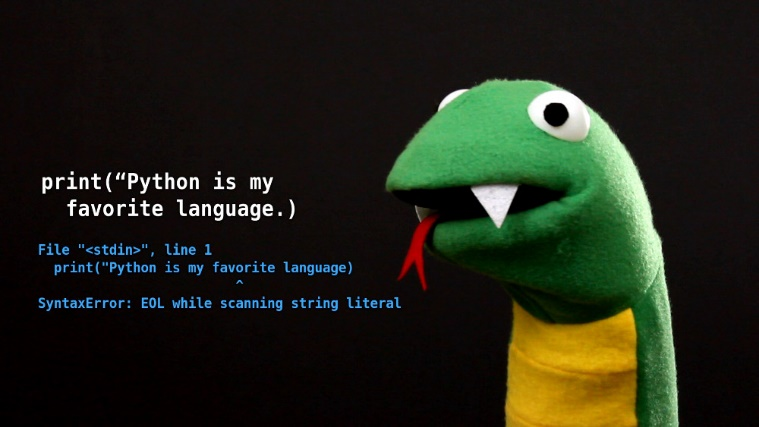 print(“Python is my
favorite language.)
File "<stdin>", line 1
print("Python is my favorite language)
^
SyntaxError: EOL while scanning string literal